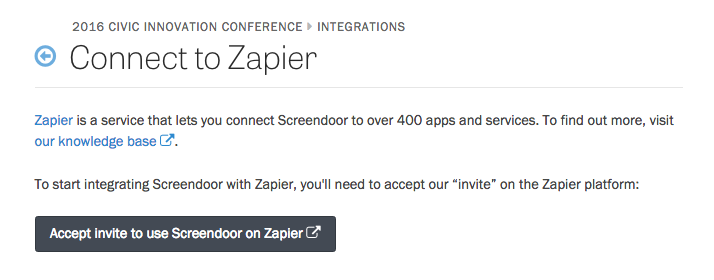 2016 CIVIC INNOVATION CONFERENCE ▸ INTEGRATIONS
Connect to Zapier
Zapier is a service that lets you connect Screendoor to over 400 apps and services. To find out more, visit
our knowledge base.
To start integrating Screendoor with Zapier, you'll need to accept our “invite” on the Zapier platform:
Accept invite to use Screendoor on Zapier